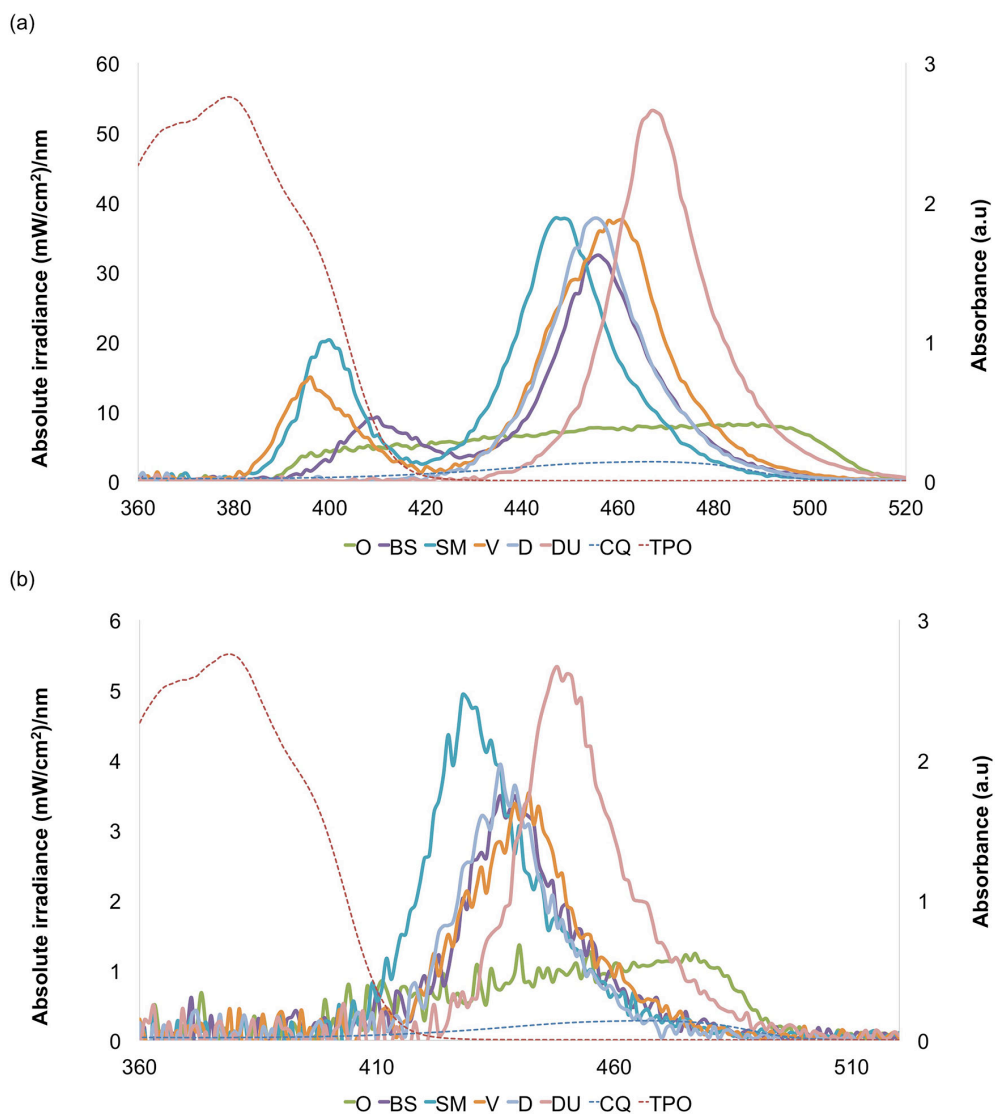 (a)
60
50
40
30
20
10
0
Absolute irradiance (mW/cm²)/nm
3
2
1
0
Absorbance (a.u)
360 380 400 420 440 460 480 500 520
O BS SM V D DU CQ TPO
(b)
6
5
4
3
2
1
0
Absolute irradiance (mW/cm²)/nm
3
2
1
0
Absorbance (a.u)
360 410 460 510
O BS SM V D DU CQ TPO